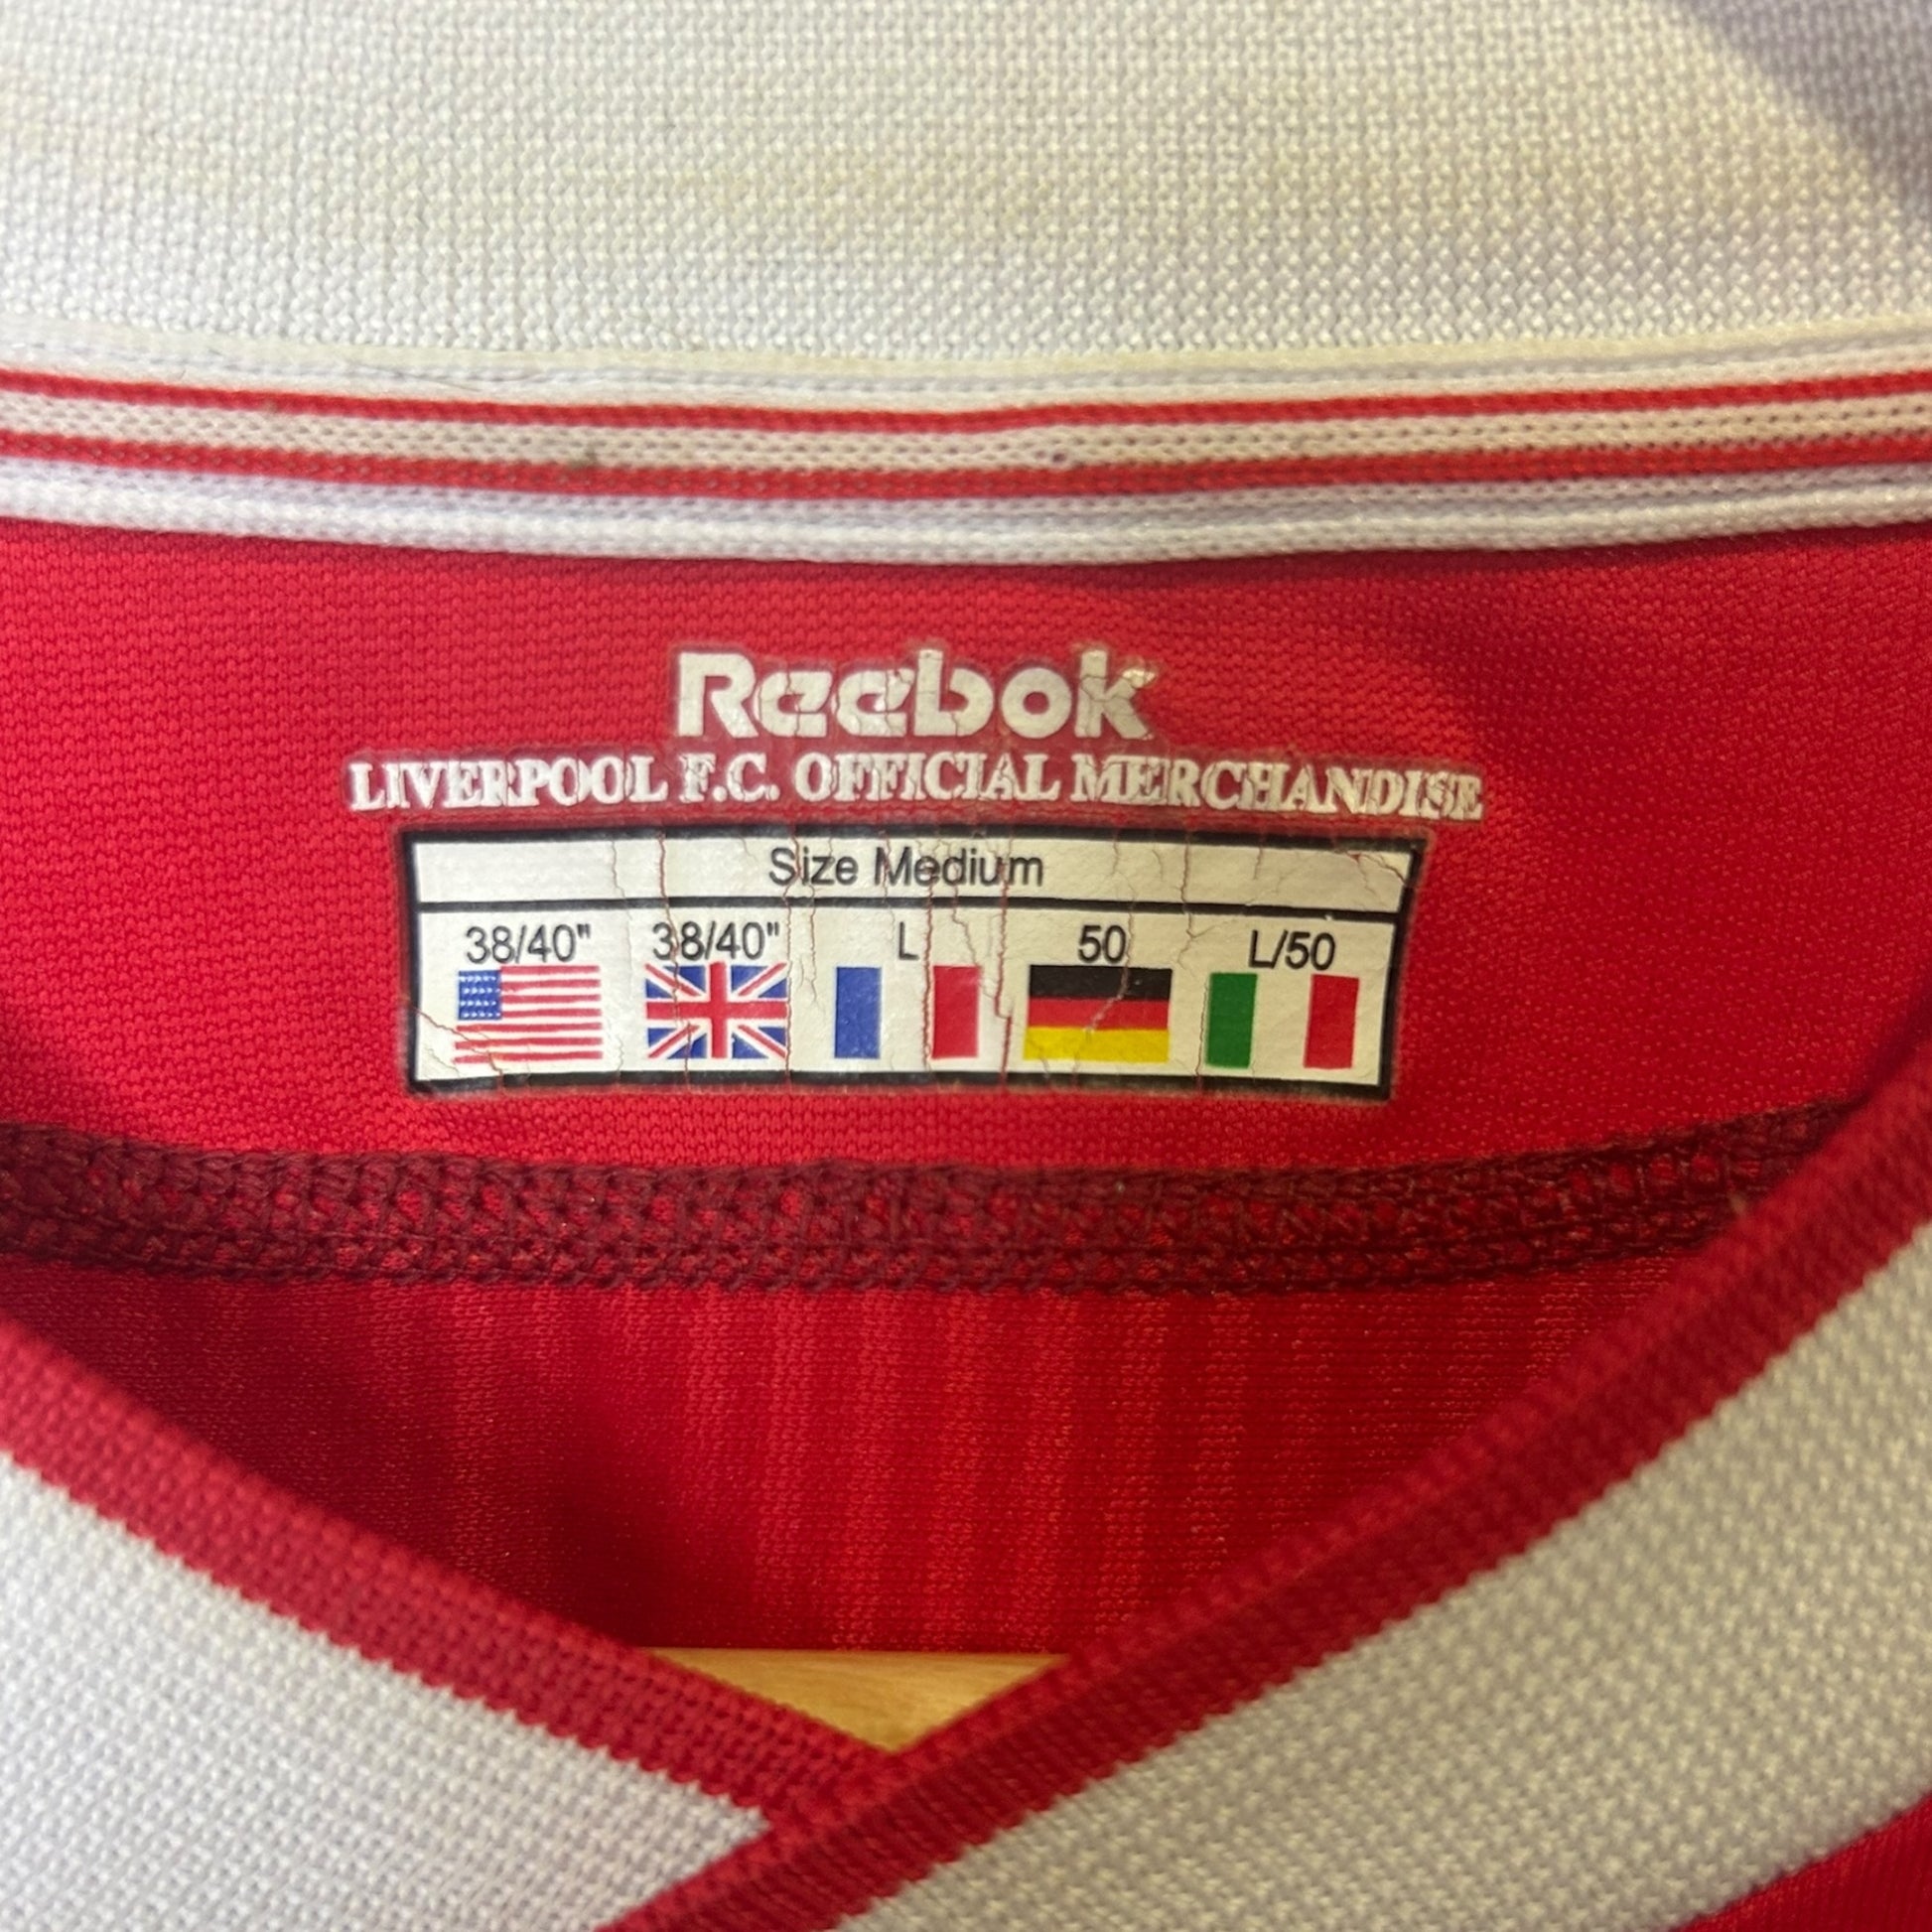 Reebok
LIVERPOOL F.C. OFFICIAL MERCHANDISE
Size Medium
38/40" 38/40" L 50 L/50